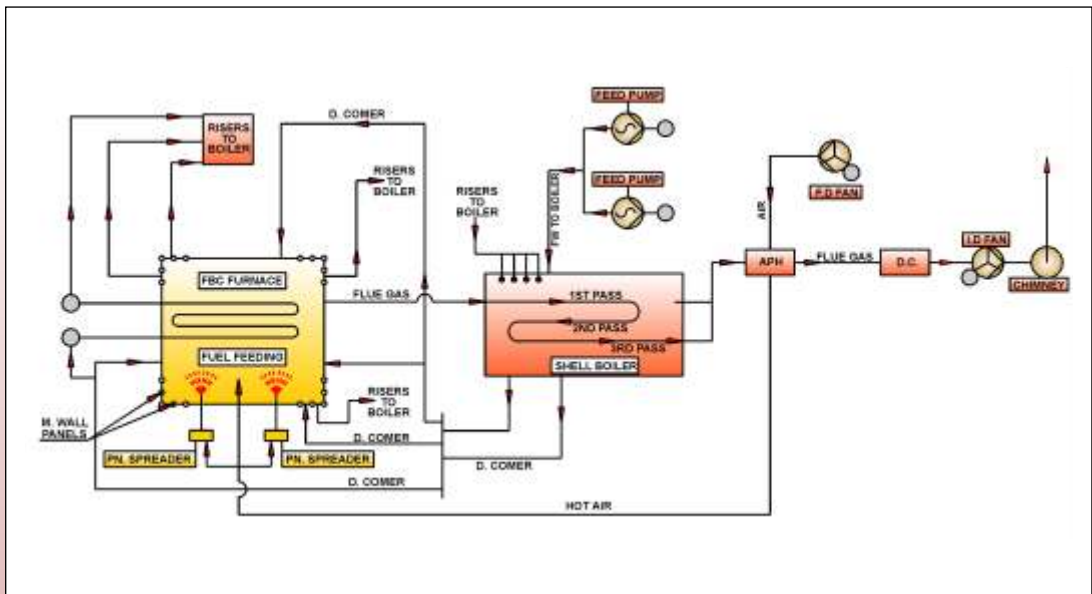 FEED PUMP
D. COMER
RISERS
TO
BOILER
RISERS
TO
BOILER
RISERS
TO
BOILER
FEED PUMP
FW TO BOILER
AIR
F.D FAN
I.D FAN
FBC FURNACE
FLUE GAS
1ST PASS
2ND PASS
3RD PASS
SHELL BOILER
APH
FLUE GAS
D.C.
CHIMNEY
FUEL FEEDING
M. WALL
PANELS
RISERS
TO
BOILER
D. COMER
PN. SPREADER
PN. SPREADER
D. COMER
D. COMER
HOT AIR